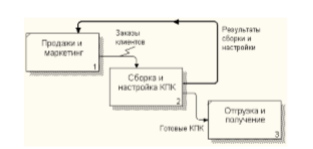 Заказы
клиентов
Результаты
сборки и
настройки
Продажи и
маркетинг
1
Сборка и
настройка КПК
2
Отгрузка и
получение
3
Готовые КПК